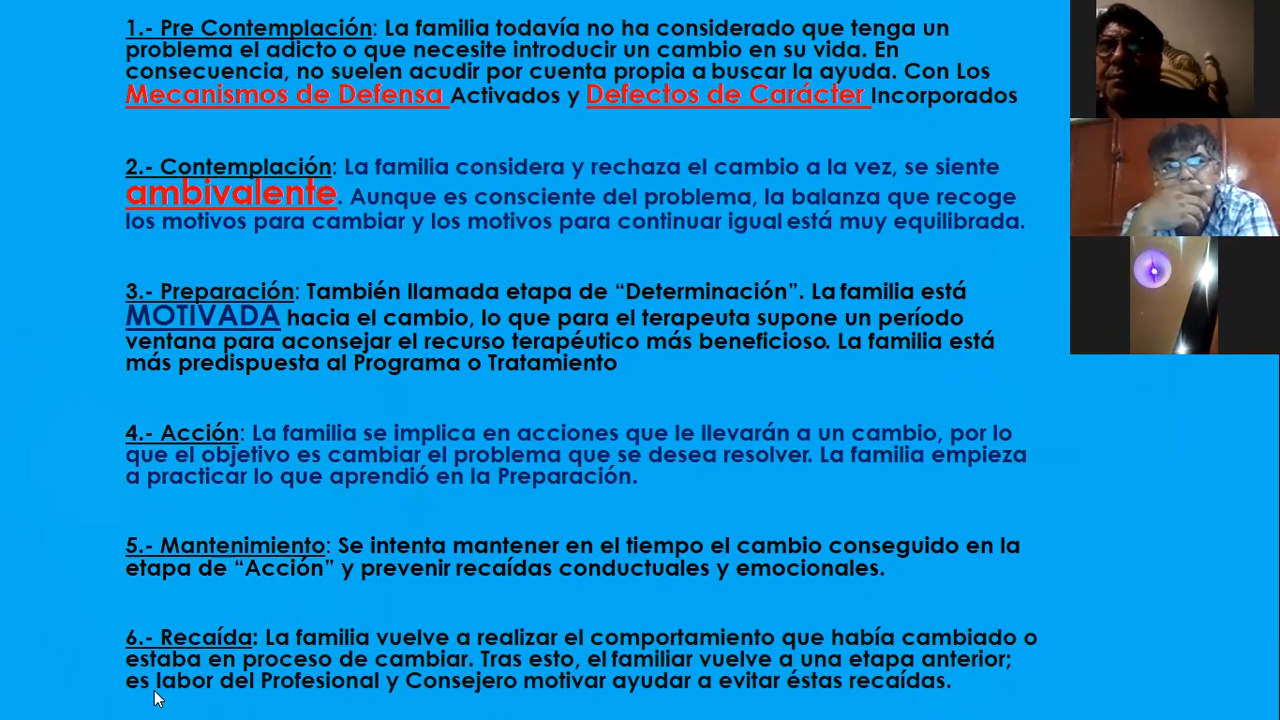 1.- Pre Contemplación: La familia todavía no ha considerado que tenga un
problema el adicto o que necesite introducir un cambio en su vida. En
consecuencia, no suelen acudir por cuenta propia a buscar la ayuda. Con Los
Mecanismos de Defensa Activados y Defectos de Carácter Incorporados
2.- Contemplación: La familia considera y rechaza el cambio a la vez, se siente
ambivalente. Aunque es consciente del problema, la balanza que recoge
los motivos para cambiar y los motivos para continuar igual está muy equilibrada.
3.- Preparación: También llamada etapa de “Determinación”. La familia está
MOTIVADA hacia el cambio, lo que para el terapeuta supone un período
ventana para aconsejar el recurso terapéutico más beneficioso. La familia está
más predispuesta al Programa o Tratamiento
4.- Acción: La familia se implica en acciones que le llevarán a un cambio, por lo
que el objetivo es cambiar el problema que se desea resolver. La familia empieza
a practicar lo que aprendió en la Preparación.
5.- Mantenimiento: Se intenta mantener en el tiempo el cambio conseguido en la
etapa de “Acción” y prevenir recaídas conductuales y emocionales.
6.- Recaída: La familia vuelve a realizar el comportamiento que había cambiado o
estaba en proceso de cambiar. Tras esto, el familiar vuelve a una etapa anterior;
es labor del Profesional y Consejero motivar ayudar a evitar éstas recaídas.